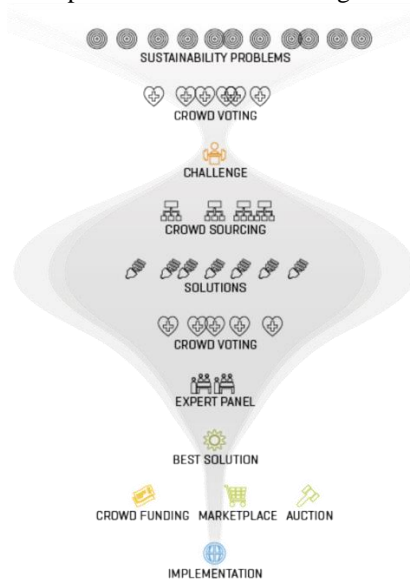 SUSTAINABILITY PROBLEMS
CROWD VOTING
CHALLENGE
CROWD SOURCING
SOLUTIONS
CROWD VOTING
EXPERT PANEL
BEST SOLUTION
CROWD FUNDING MARKETPLACE AUCTION
IMPLEMENTATION